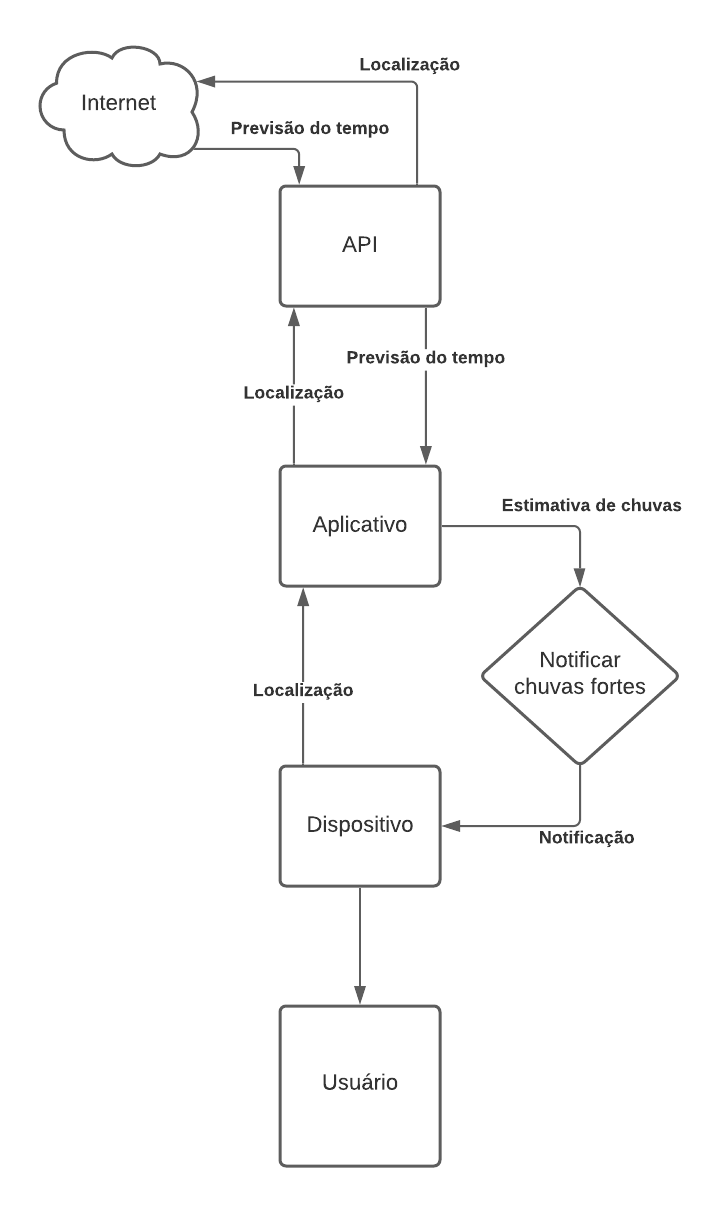 Localização
Internet
Previsão do tempo
API
Previsão do tempo
Localização
Estimativa de chuvas
Aplicativo
Notificar
chuvas fortes
Localização
Dispositivo
Notificação
Usuário